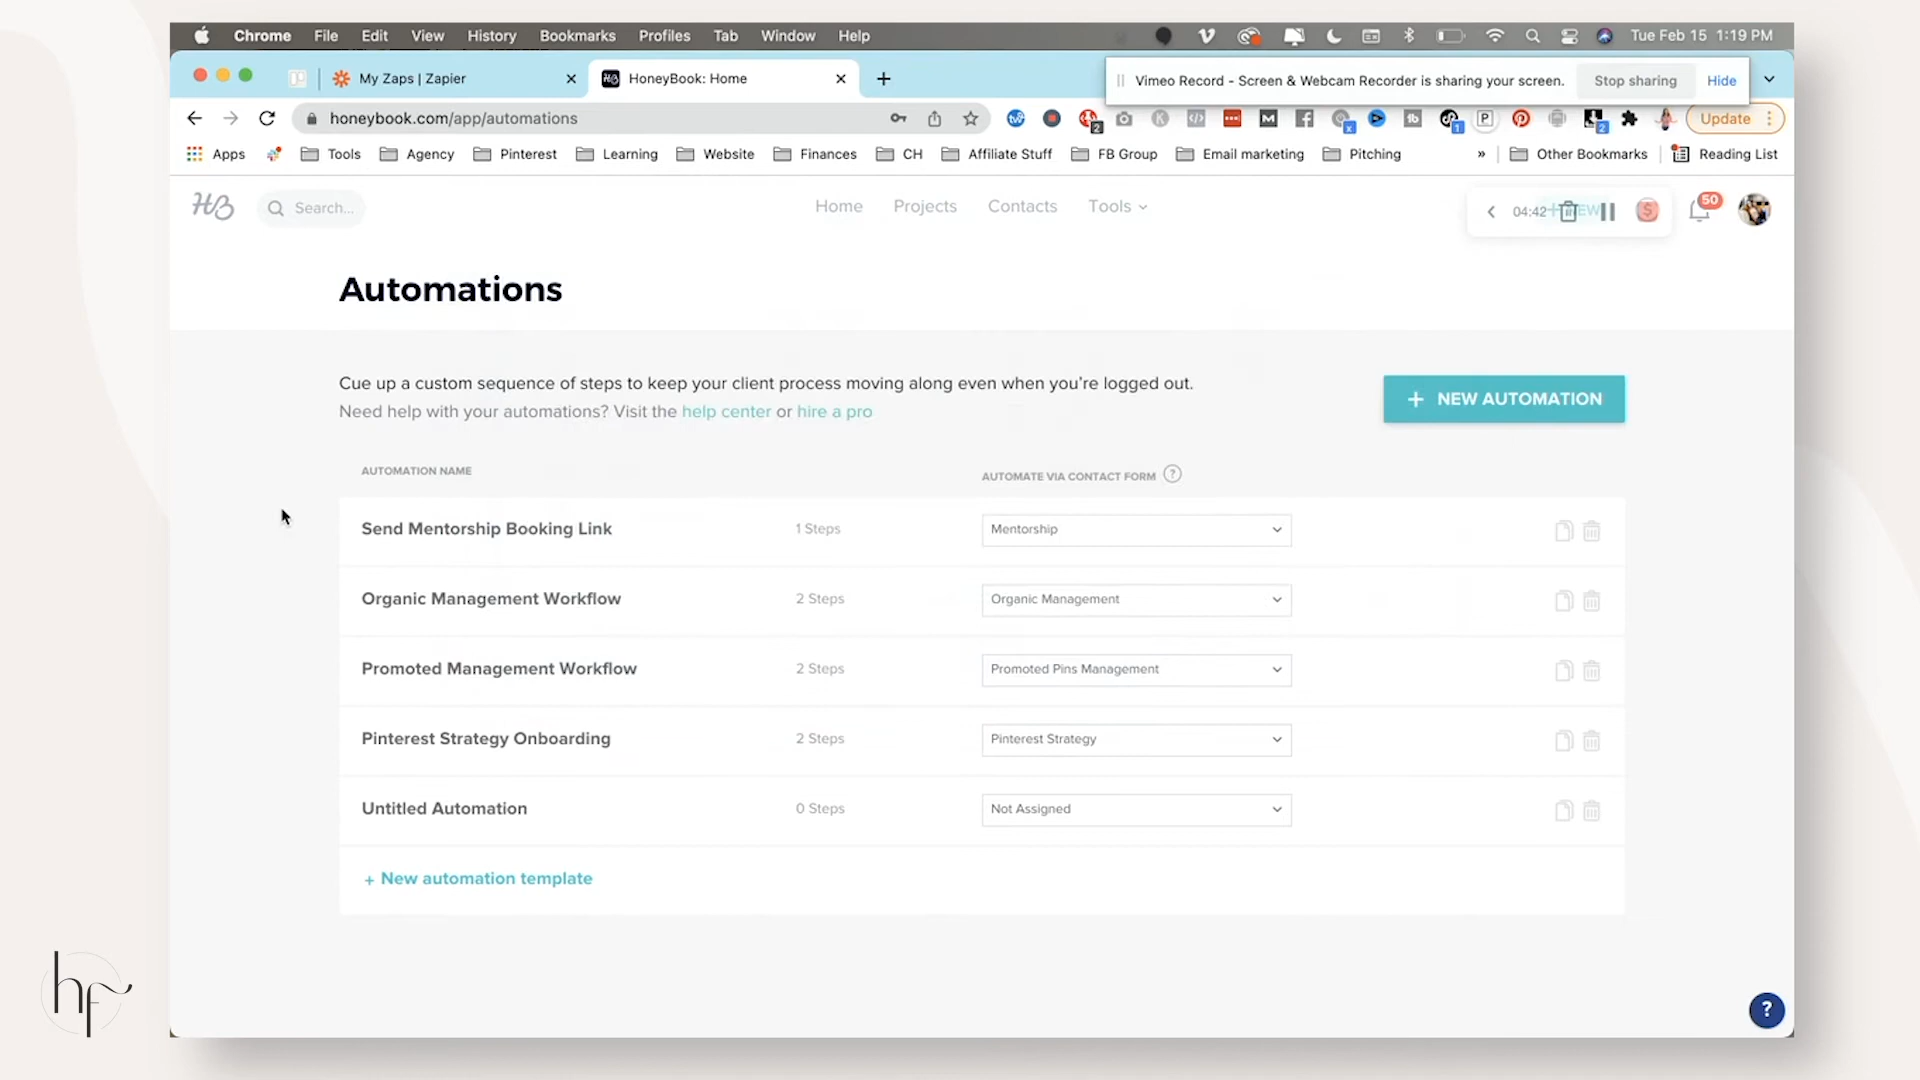 Chrome File Edit View History Bookmarks Profiles Tab Window Help Tue Feb 15 1:19 PM
My Zaps | Zapier HoneyBook: Home
Vimeo Record - Screen & Webcam Recorder is sharing your screen. Stop sharing Hide
honeybook.com/app/automations Update
Apps Tools Agency Pinterest Learning Website Finances CH Affiliate Stuff FB Group Email marketing Pitching » Other Bookmarks Reading List
HB Search... Home Projects Contacts Tools 04:42 50
Automations
Cue up a custom sequence of steps to keep your client process moving along even when you're logged out.
Need help with your automations? Visit the help center or hire a pro
+ NEW AUTOMATION
AUTOMATION NAME AUTOMATE VIA CONTACT FORM ?
Send Mentorship Booking Link 1 Steps Mentorship
Organic Management Workflow 2 Steps Organic Management
Promoted Management Workflow 2 Steps Promoted Pins Management
Pinterest Strategy Onboarding 2 Steps Pinterest Strategy
Untitled Automation 0 Steps Not Assigned
+ New automation template
hf
?